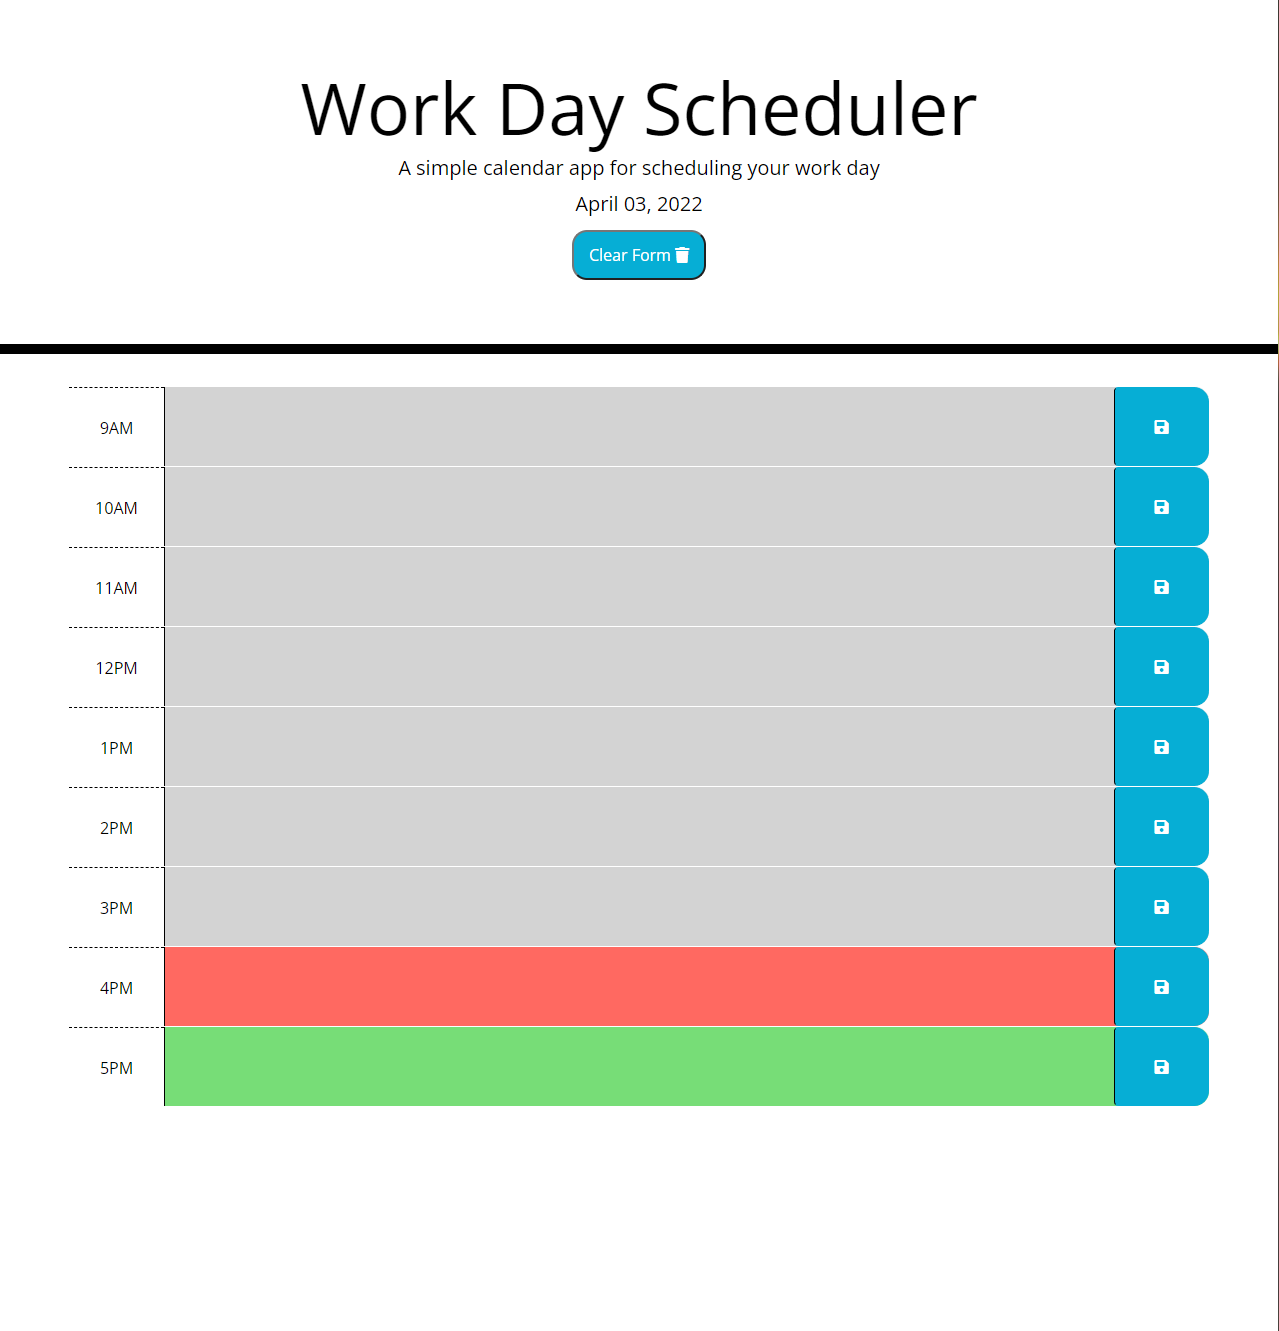 Work Day Scheduler
A simple calendar app for scheduling your work day
April 03, 2022
Clear Form
9AM
10AM
11AM
12PM
1PM
2PM
3PM
4PM
5PM